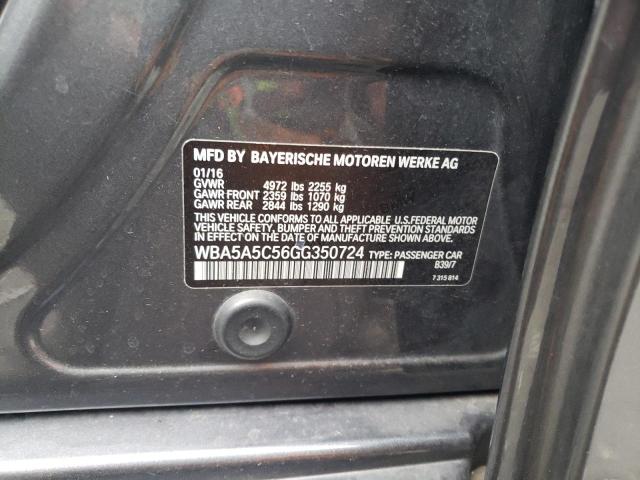 MFD BY BAYERISCHE MOTOREN WERKE AG
01/16
GVWR 4972 lbs 2255 kg
GAWR FRONT 2359 lbs 1070 kg
GAWR REAR 2844 lbs 1290 kg
THIS VEHICLE CONFORMS TO ALL APPLICABLE U.S.FEDERAL MOTOR
VEHICLE SAFETY, BUMPER AND THEFT PREVENTION STANDARDS
IN EFFECT ON THE DATE OF MANUFACTURE SHOWN ABOVE.
WBA5A5C56GG350724 TYPE: PASSENGER CAR
B39/7
7 315 814